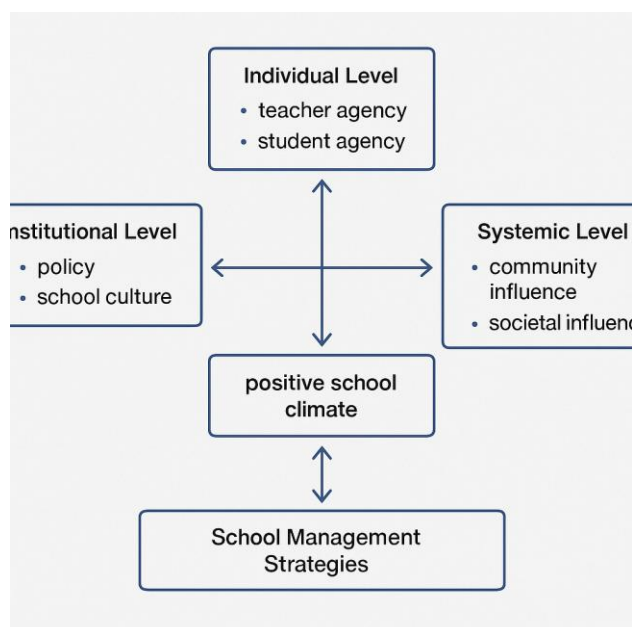 Individual Level
• teacher agency
• student agency
nstitutional Level
• policy
• school culture
Systemic Level
• community
influence
• societal influenc
positive school
climate
School Management
Strategies